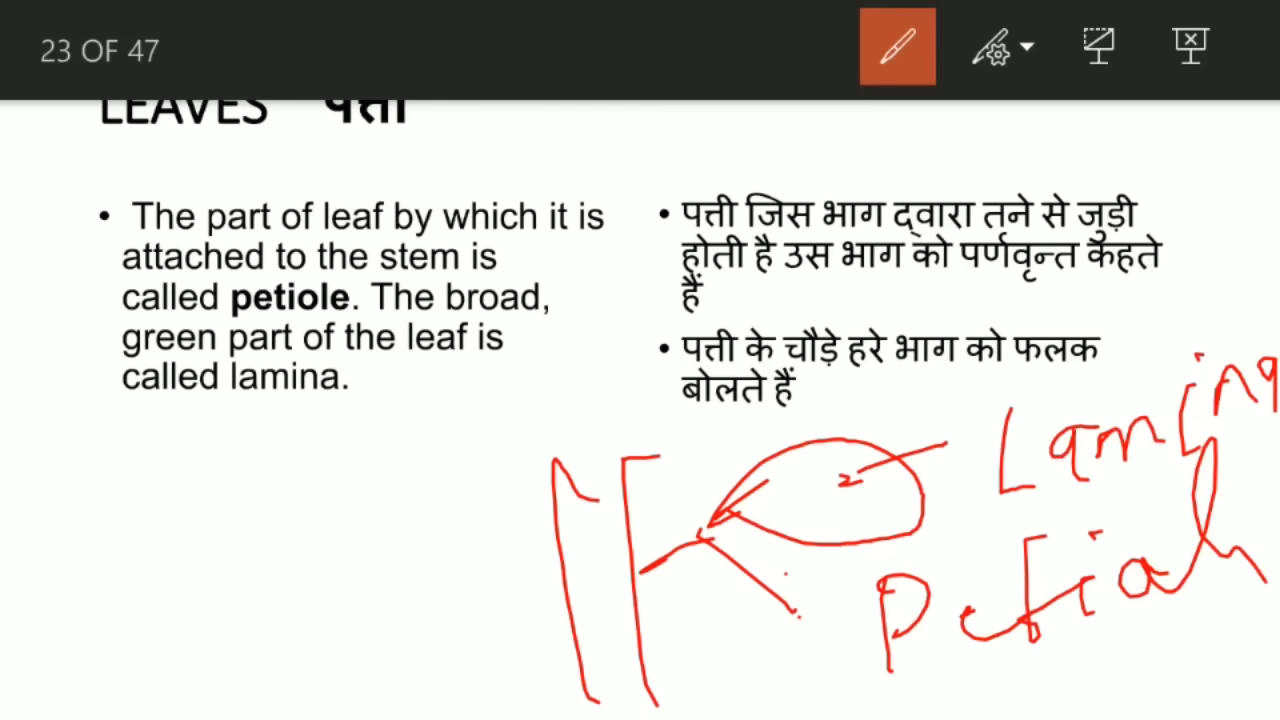 23 OF 47
LEAVES पत्ती
• The part of leaf by which it is
attached to the stem is
called petiole. The broad,
green part of the leaf is
called lamina.
• पत्ती जिस भाग द्वारा तने से जुड़ी
होती है उस भाग को पर्णवृन्त कहते
हैं
• पत्ती के चौड़े हरे भाग को फलक
बोलते हैं
Lamina